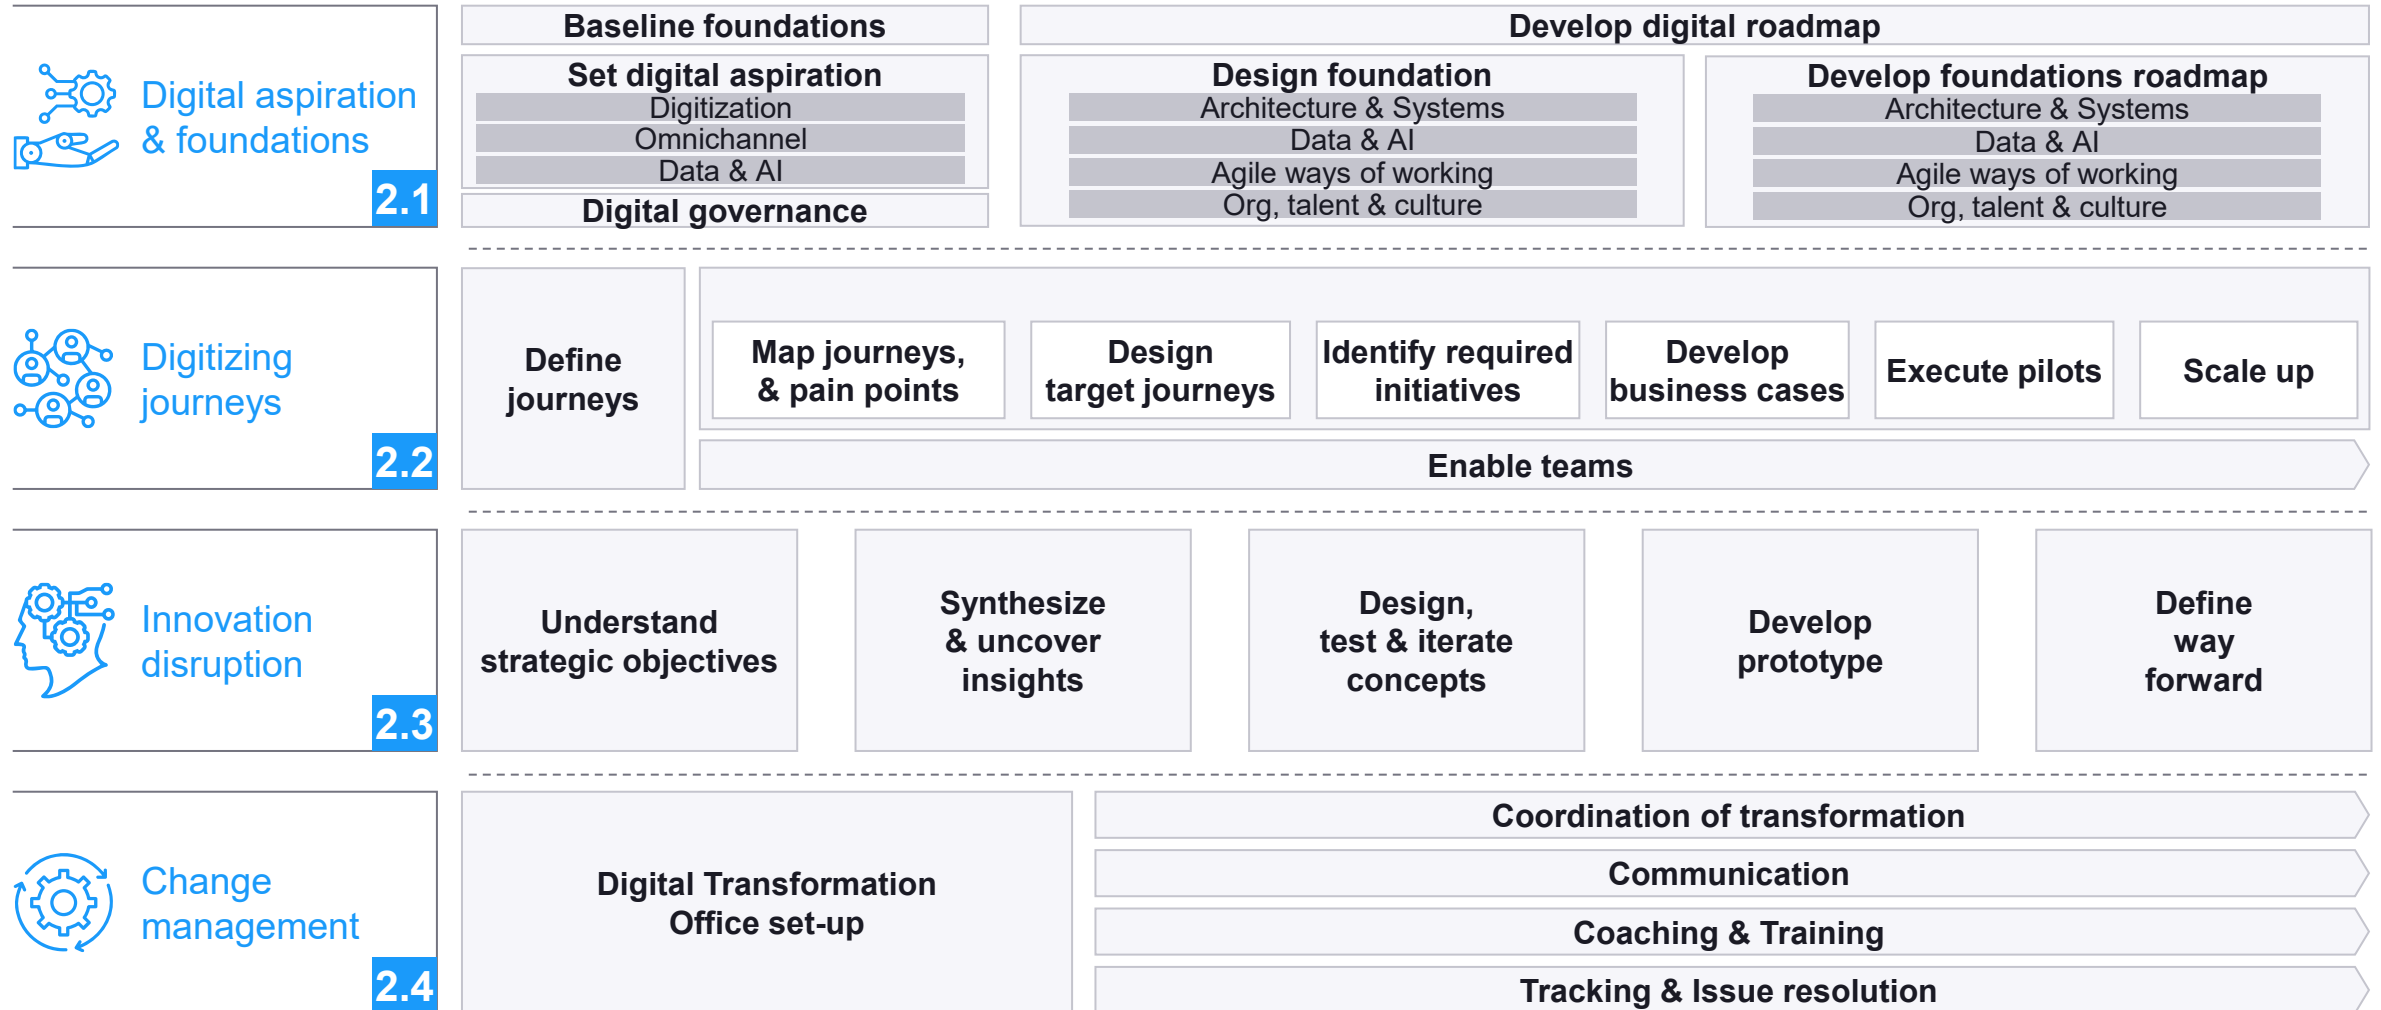 Digital aspiration
& foundations
2.1
Baseline foundations
Set digital aspiration
Digitization
Omnichannel
Data & AI
Digital governance
Develop digital roadmap
Design foundation
Architecture & Systems
Data & AI
Agile ways of working
Org, talent & culture
Develop foundations roadmap
Architecture & Systems
Data & AI
Agile ways of working
Org, talent & culture
Digitizing
journeys
2.2
Define
journeys
Map journeys,
& pain points
Design
target journeys
Identify required
initiatives
Develop
business cases
Execute pilots
Scale up
Enable teams
Innovation
disruption
2.3
Understand
strategic objectives
Synthesize
& uncover
insights
Design,
test & iterate
concepts
Develop
prototype
Define
way
forward
Change
management
2.4
Digital Transformation
Office set-up
Coordination of transformation
Communication
Coaching & Training
Tracking & Issue resolution